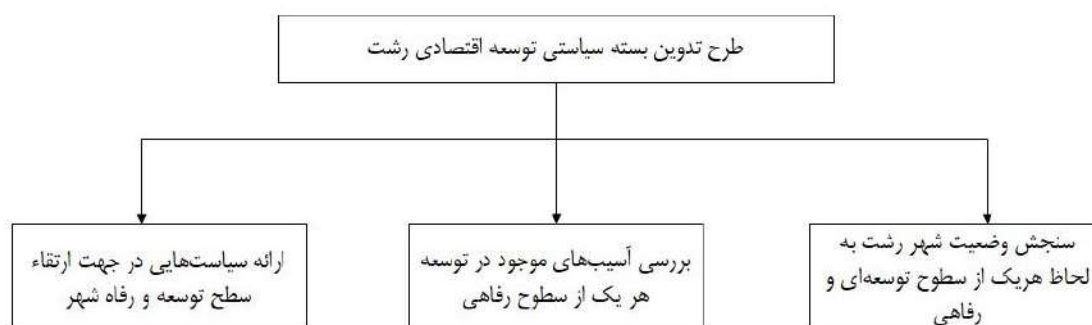 طرح تدوین بسته سیاستی توسعه اقتصادی رشت
سنجش وضعیت شهر رشت به
لحاظ هریک از سطوح توسعه‌ای و
رفاهی
بررسی آسیب‌های موجود در توسعه
هر یک از سطوح رفاهی
ارائه سیاست‌هایی در جهت ارتقاء
سطح توسعه و رفاه شهر